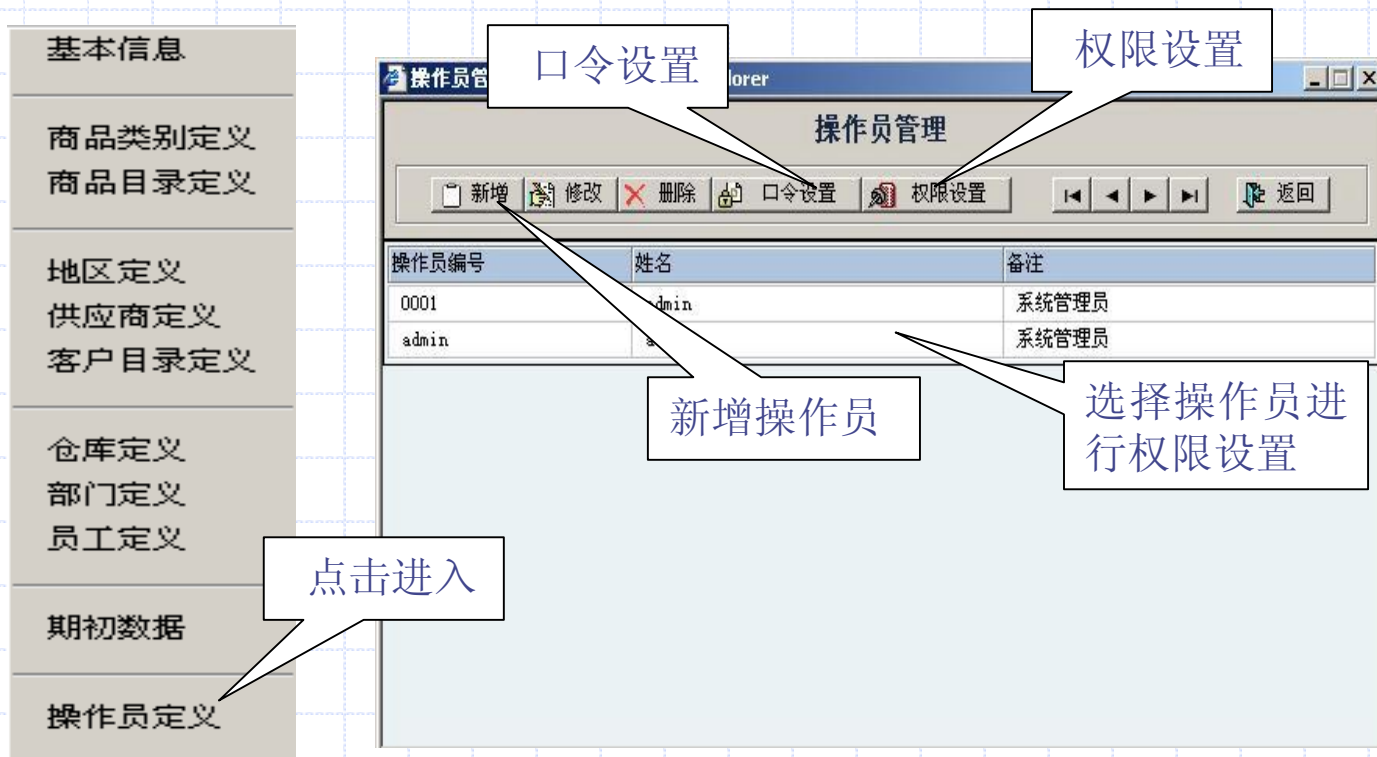 基本信息
商品类别定义
商品目录定义
地区定义
供应商定义
客户目录定义
仓库定义
部门定义
员工定义
期初数据
操作员定义
点击进入
口令设置
权限设置
操作员管
lorer
操作员管理
新增 修改 删除 口令设置 权限设置 返回
操作员编号 姓名 备注
0001 系统管理员
admin 系统管理员
新增操作员
选择操作员进
行权限设置